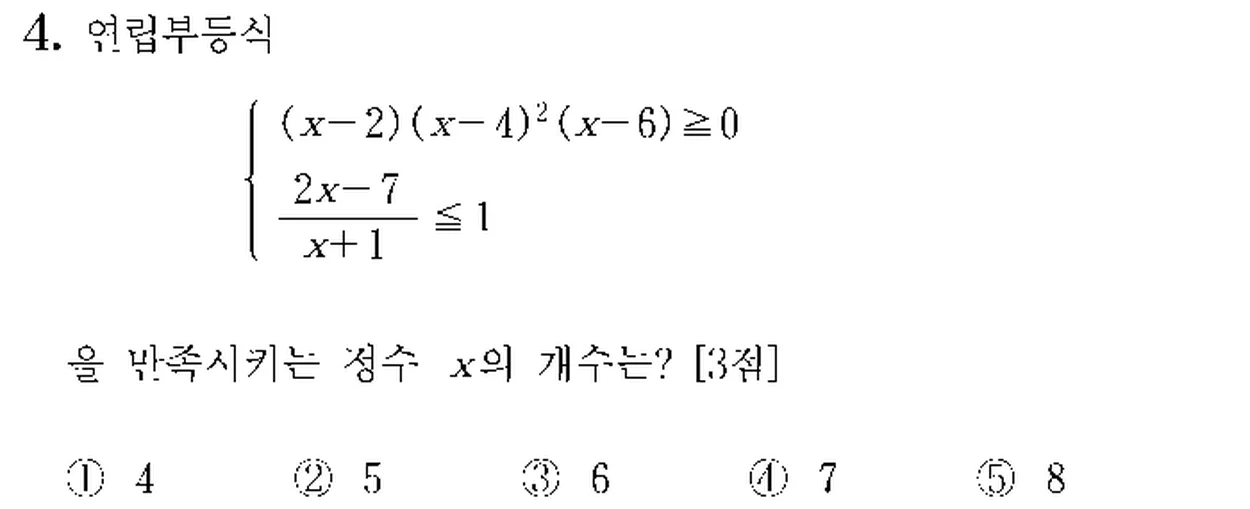 4. 연립부등식
(x-2)(x-4)²(x-6)≧0
2x-7
x+1 ≦1
을 만족시키는 정수 x의 개수는? [3점]
① 4 ② 5 ③ 6 ④ 7 ⑤ 8